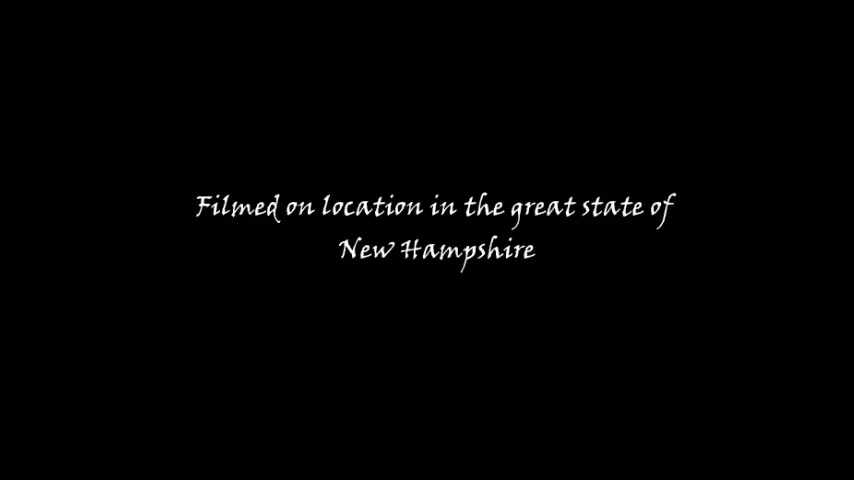 Filmed on location in the great state of
New Hampshire